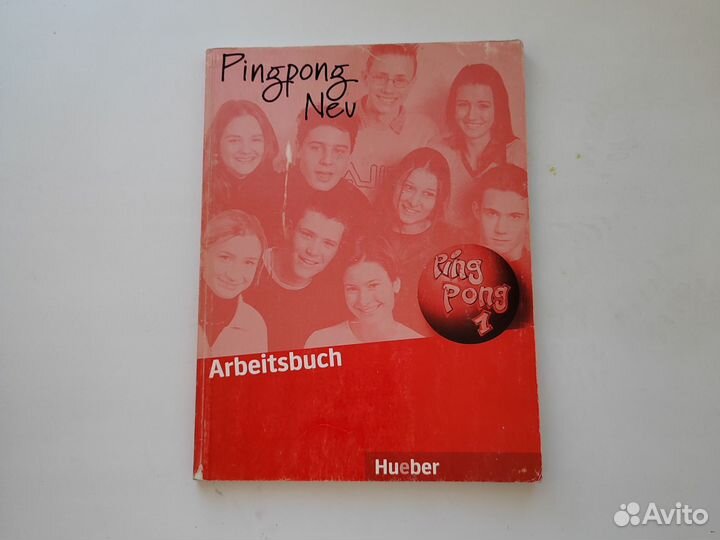 Pingpong
Neu
Ping
Pong
1
Arbeitsbuch
Hueber
Avito